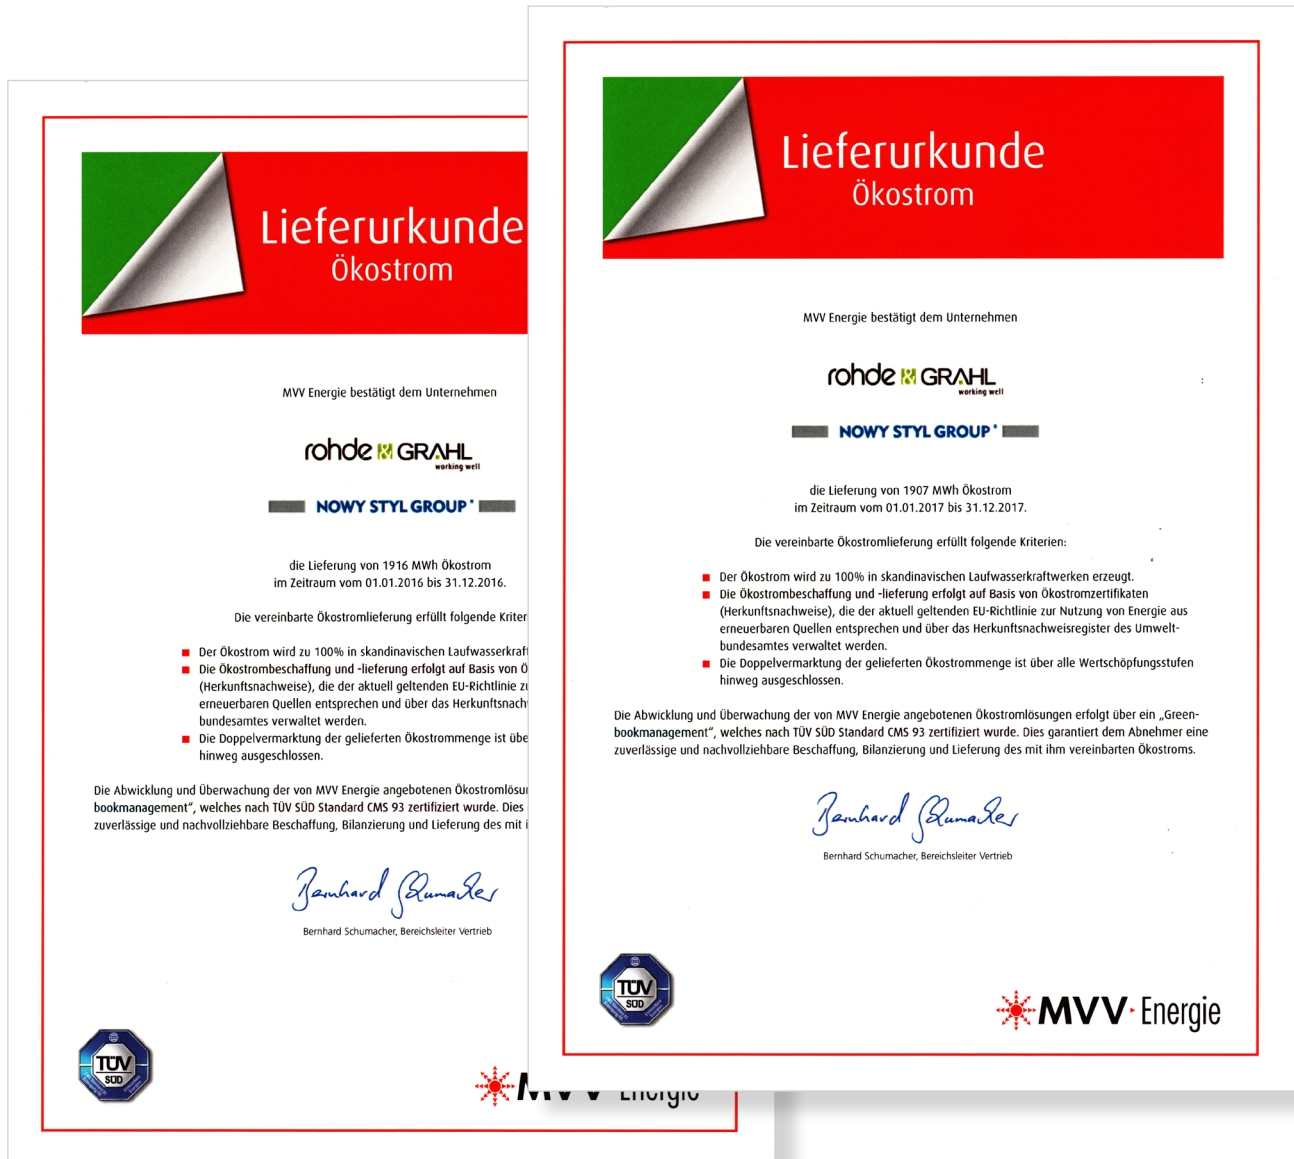 Lieferurkunde
Ökostrom
MVV Energie bestätigt dem Unternehmen
rohde & GRAHL
working well
NOWY STYL GROUP
die Lieferung von 1916 MWh Ökostrom
im Zeitraum vom 01.01.2016 bis 31.12.2016.
Die vereinbarte Ökostromlieferung erfüllt folgende
Der Ökostrom wird zu 100% in skandinavischen
Die Ökostrombeschaffung und -lieferung erfolgt auf Basis von
(Herkunftsnachweise), die der aktuell geltenden EU-Richtlinie
erneuerbaren Quellen entsprechen und über das
bundesamtes verwaltet werden.
Die Doppelvermarktung der gelieferten Ökostrommenge ist
hinweg ausgeschlossen.
Die Abwicklung und Überwachung der von MVV Energie angebotenen
bookmanagement“, welches nach TÜV SÜD Standard CMS 93 zertifiziert wurde. Dies
zuverlässige und nachvollziehbare Beschaffung, Bilanzierung und Lieferung des mit
Bernhard Schumacher
Bernhard Schumacher, Bereichsleiter Vertrieb
TÜV
SÜD
Energie
Lieferurkunde
Ökostrom
MVV Energie bestätigt dem Unternehmen
rohde & GRAHL
working well
NOWY STYL GROUP
die Lieferung von 1907 MWh Ökostrom
im Zeitraum vom 01.01.2017 bis 31.12.2017.
Die vereinbarte Ökostromlieferung erfüllt folgende Kriterien:
Der Ökostrom wird zu 100% in skandinavischen Laufwasserkraftwerken erzeugt.
Die Ökostrombeschaffung und -lieferung erfolgt auf Basis von Ökostromzertifikaten
(Herkunftsnachweise), die der aktuell geltenden EU-Richtlinie zur Nutzung von Energie aus
erneuerbaren Quellen entsprechen und über das Herkunftsnachweisregister des Umwelt-
bundesamtes verwaltet werden.
Die Doppelvermarktung der gelieferten Ökostrommenge ist über alle Wertschöpfungsstufen
hinweg ausgeschlossen.
Die Abwicklung und Überwachung der von MVV Energie angebotenen Ökostromlösungen erfolgt über ein „Green-
bookmanagement“, welches nach TÜV SÜD Standard CMS 93 zertifiziert wurde. Dies garantiert dem Abnehmer eine
zuverlässige und nachvollziehbare Beschaffung, Bilanzierung und Lieferung des mit ihm vereinbarten Ökostroms.
Bernhard Schumacher
Bernhard Schumacher, Bereichsleiter Vertrieb
TÜV
SÜD
MVV Energie